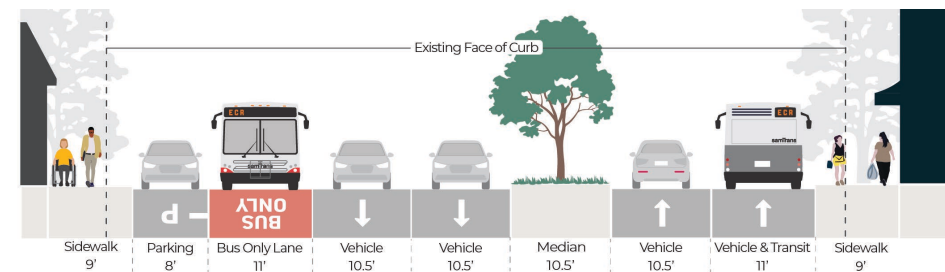 Existing Face of Curb
ECR
ECR
samTrans
samTrans
P
BUS
ONLY
Sidewalk
9'
Parking
8'
Bus Only Lane
11'
Vehicle
10.5'
Vehicle
10.5'
Median
10.5'
Vehicle
10.5'
Vehicle & Transit
11'
Sidewalk
9'